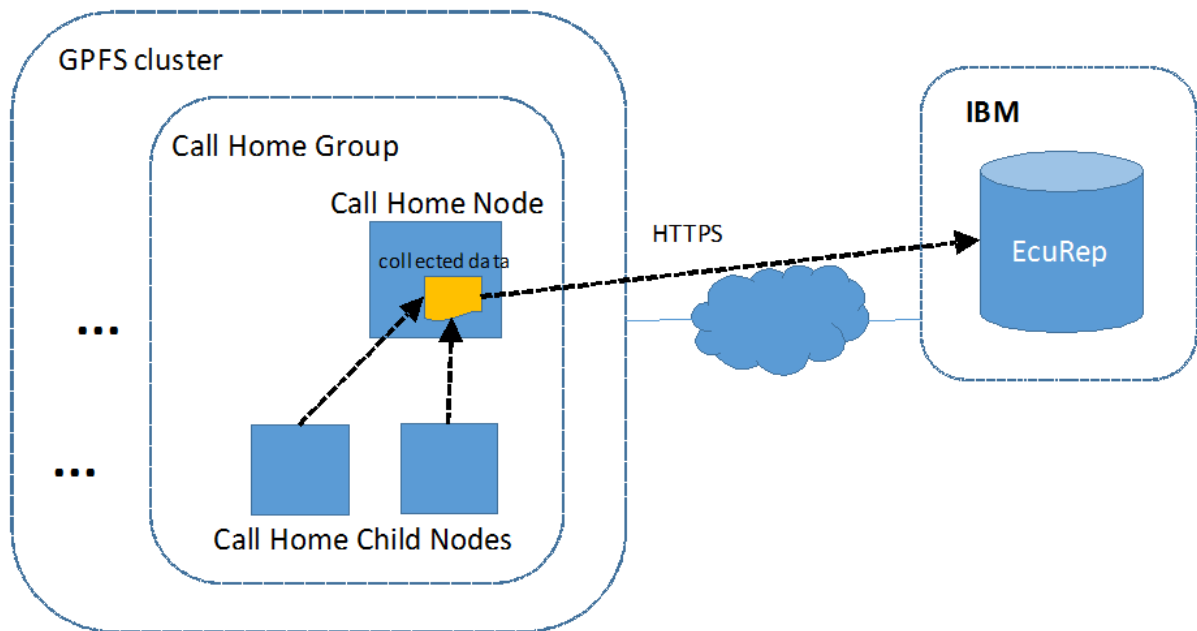 GPFS cluster
Call Home Group
Call Home Node
collected data
...
...
Call Home Child Nodes
HTTPS
IBM
EcuRep